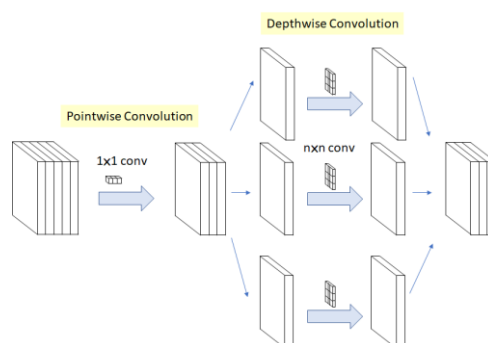 Depthwise Convolution
Pointwise Convolution
1x1 conv
nxn conv